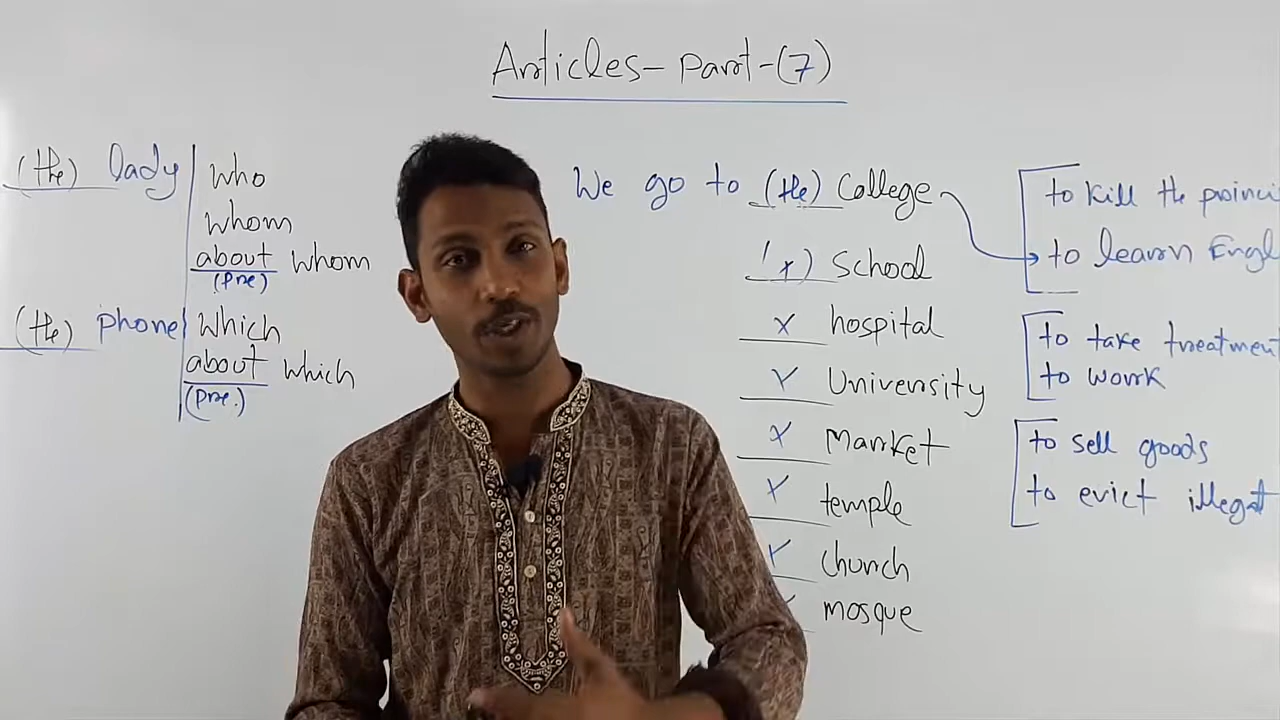 Articles - Part - (7)
(the) lady who
whom
about whom
(Pre)
(the) phone which
about which
(Pre.)
We go to (the) College
(x) School
x hospital
x University
x Market
x temple
x church
mosque
to kill the
to learn Engl
to take treatment
to work
to sell goods
to evict illegal